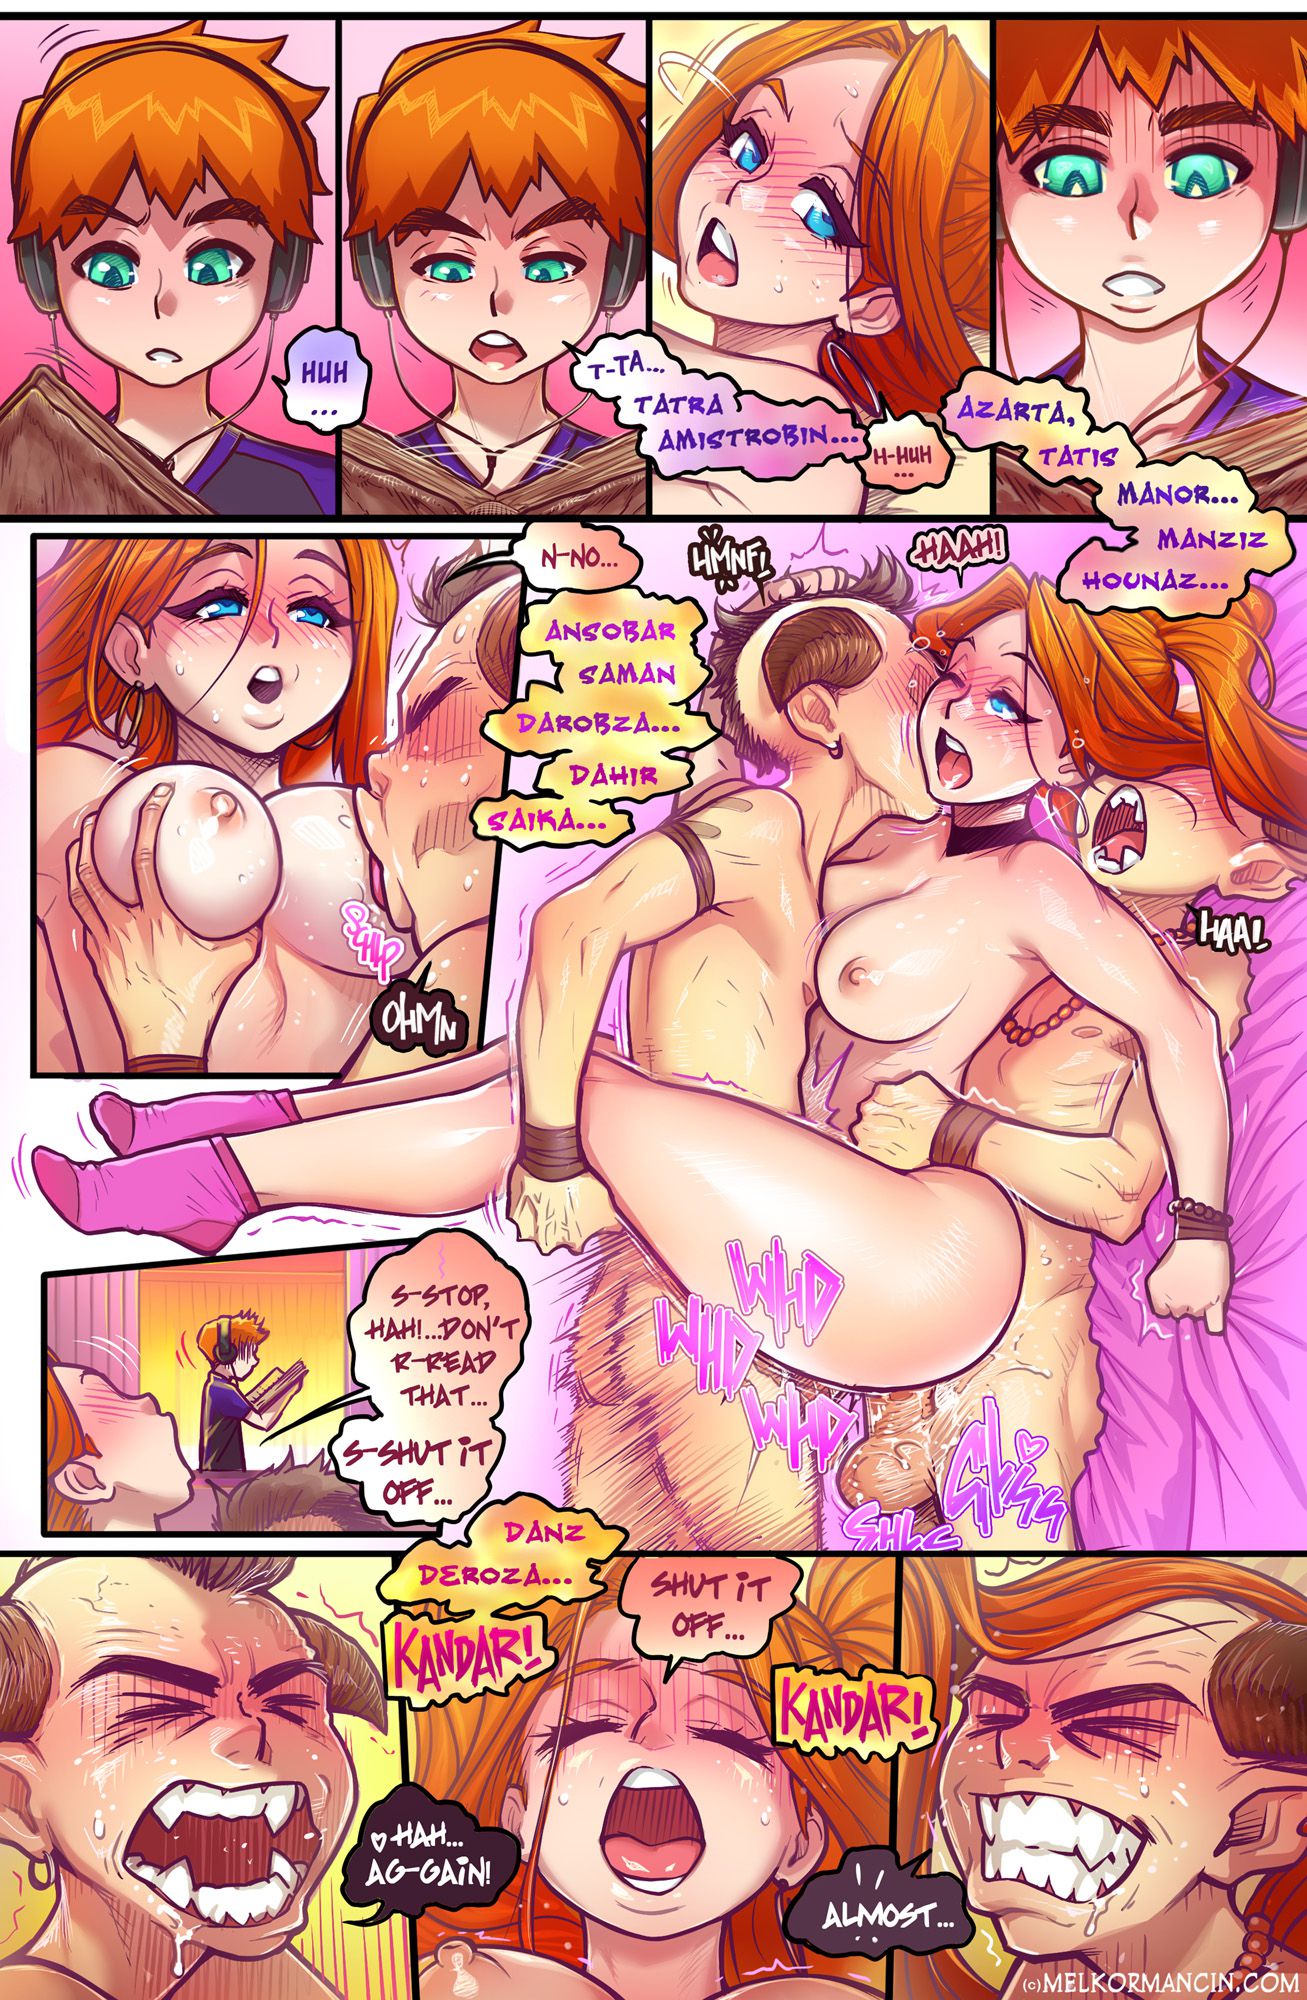 HUH
...
T-TA...
TATRA
AMISTROBIN...
H-HUH
...
AZARTA,
TATIS
MANOR...
MANZIZ
HOUNAZ...
N-NO...
ANSOBAR
SAMAN
DAROBZA...
DAHIR
SAIKA...
HMNF!
HAAH!
SCHLP
OHMN
HAA!
WHD
WHD
WHD
S-STOP,
HAH!...DON'T
R-READ
THAT...
S-SHUT IT
OFF...
DANZ
DEROZA...
KANDAR!
SHUT IT
OFF...
KANDAR!
HAH...
AG-GAIN!
ALMOST...
(C)MELKORMANCIN.COM